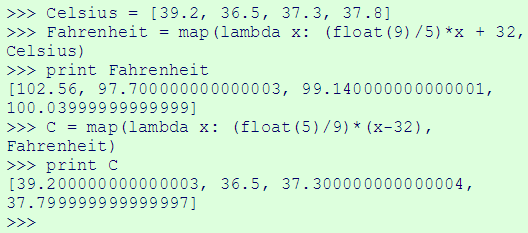 >>> Celsius = [39.2, 36.5, 37.3, 37.8]
>>> Fahrenheit = map(lambda x: (float(9)/5)*x + 32,
Celsius)
>>> print Fahrenheit
[102.56, 97.700000000000003, 99.140000000000001,
100.03999999999999]
>>> C = map(lambda x: (float(5)/9)*(x-32),
Fahrenheit)
>>> print C
[39.200000000000003, 36.5, 37.300000000000004,
37.799999999999997]
>>>